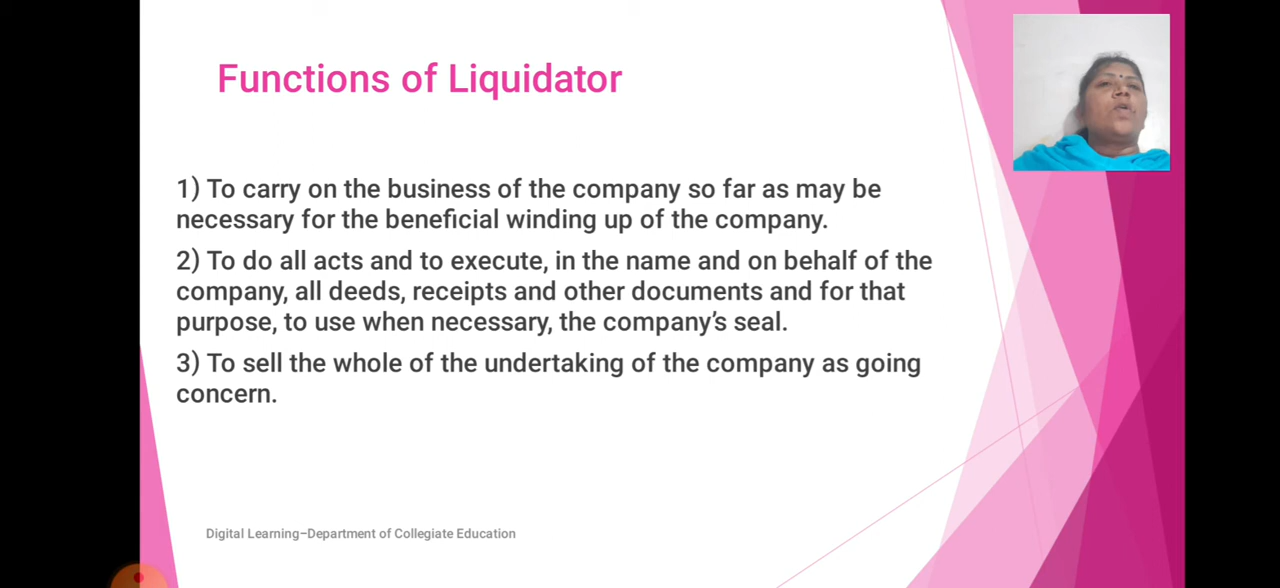 Functions of Liquidator
1) To carry on the business of the company so far as may be
necessary for the beneficial winding up of the company.
2) To do all acts and to execute, in the name and on behalf of the
company, all deeds, receipts and other documents and for that
purpose, to use when necessary, the company’s seal.
3) To sell the whole of the undertaking of the company as going
concern.
Digital Learning–Department of Collegiate Education